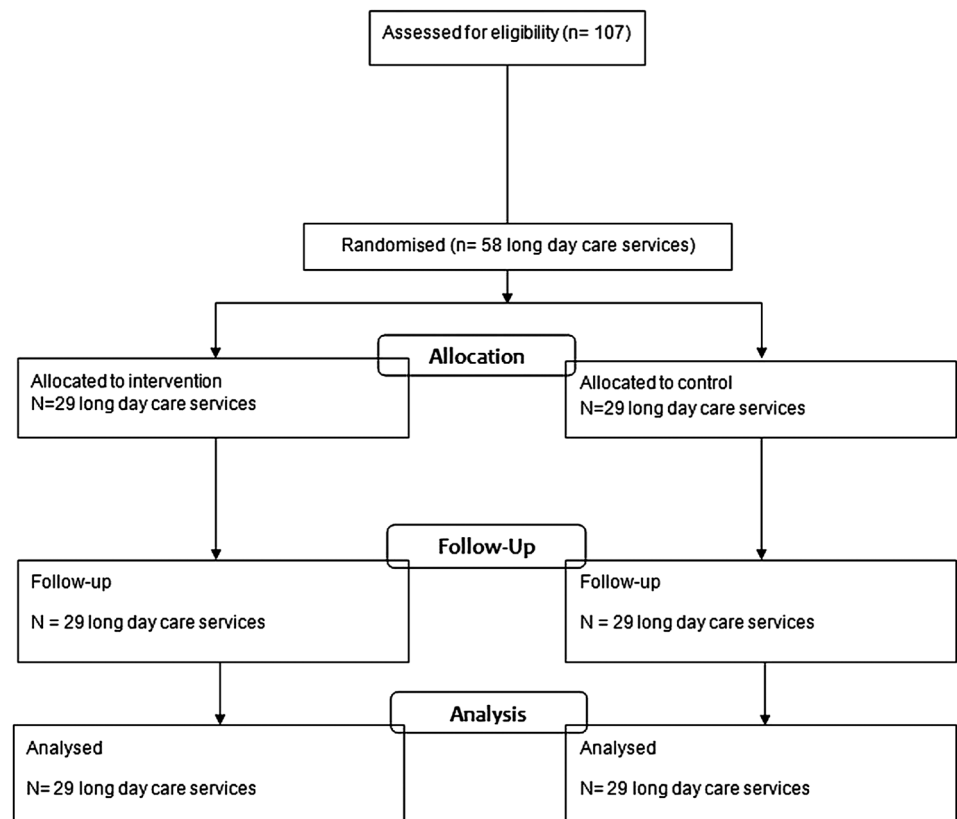 Assessed for eligibility (n= 107)
Randomised (n= 58 long day care services)
Allocation
Allocated to intervention
N=29 long day care services
Allocated to control
N=29 long day care services
Follow-Up
Follow-up
N = 29 long day care services
Follow-up
N = 29 long day care services
Analysis
Analysed
N= 29 long day care services
Analysed
N= 29 long day care services